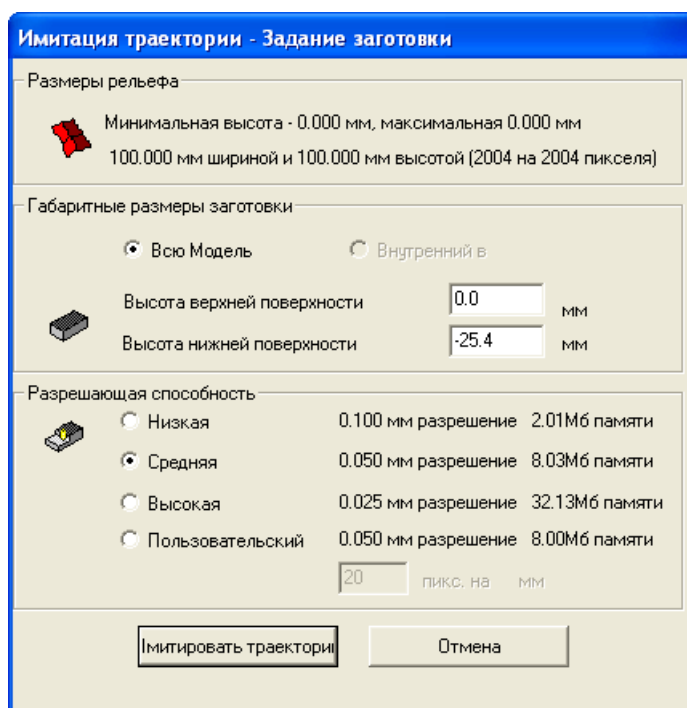 Имитация траектории - Задание заготовки
Размеры рельефа
Минимальная высота - 0.000 мм, максимальная 0.000 мм
100.000 мм шириной и 100.000 мм высотой (2004 на 2004 пикселя)
Габаритные размеры заготовки
Всю Модель Внутренний в
Высота верхней поверхности 0.0 мм
Высота нижней поверхности -25.4 мм
Разрешающая способность
Низкая 0.100 мм разрешение 2.01Мб памяти
Средняя 0.050 мм разрешение 8.03Мб памяти
Высокая 0.025 мм разрешение 32.13Мб памяти
Пользовательский 0.050 мм разрешение 8.00Мб памяти
20 пикс. на мм
Імитировать траектори Отмена